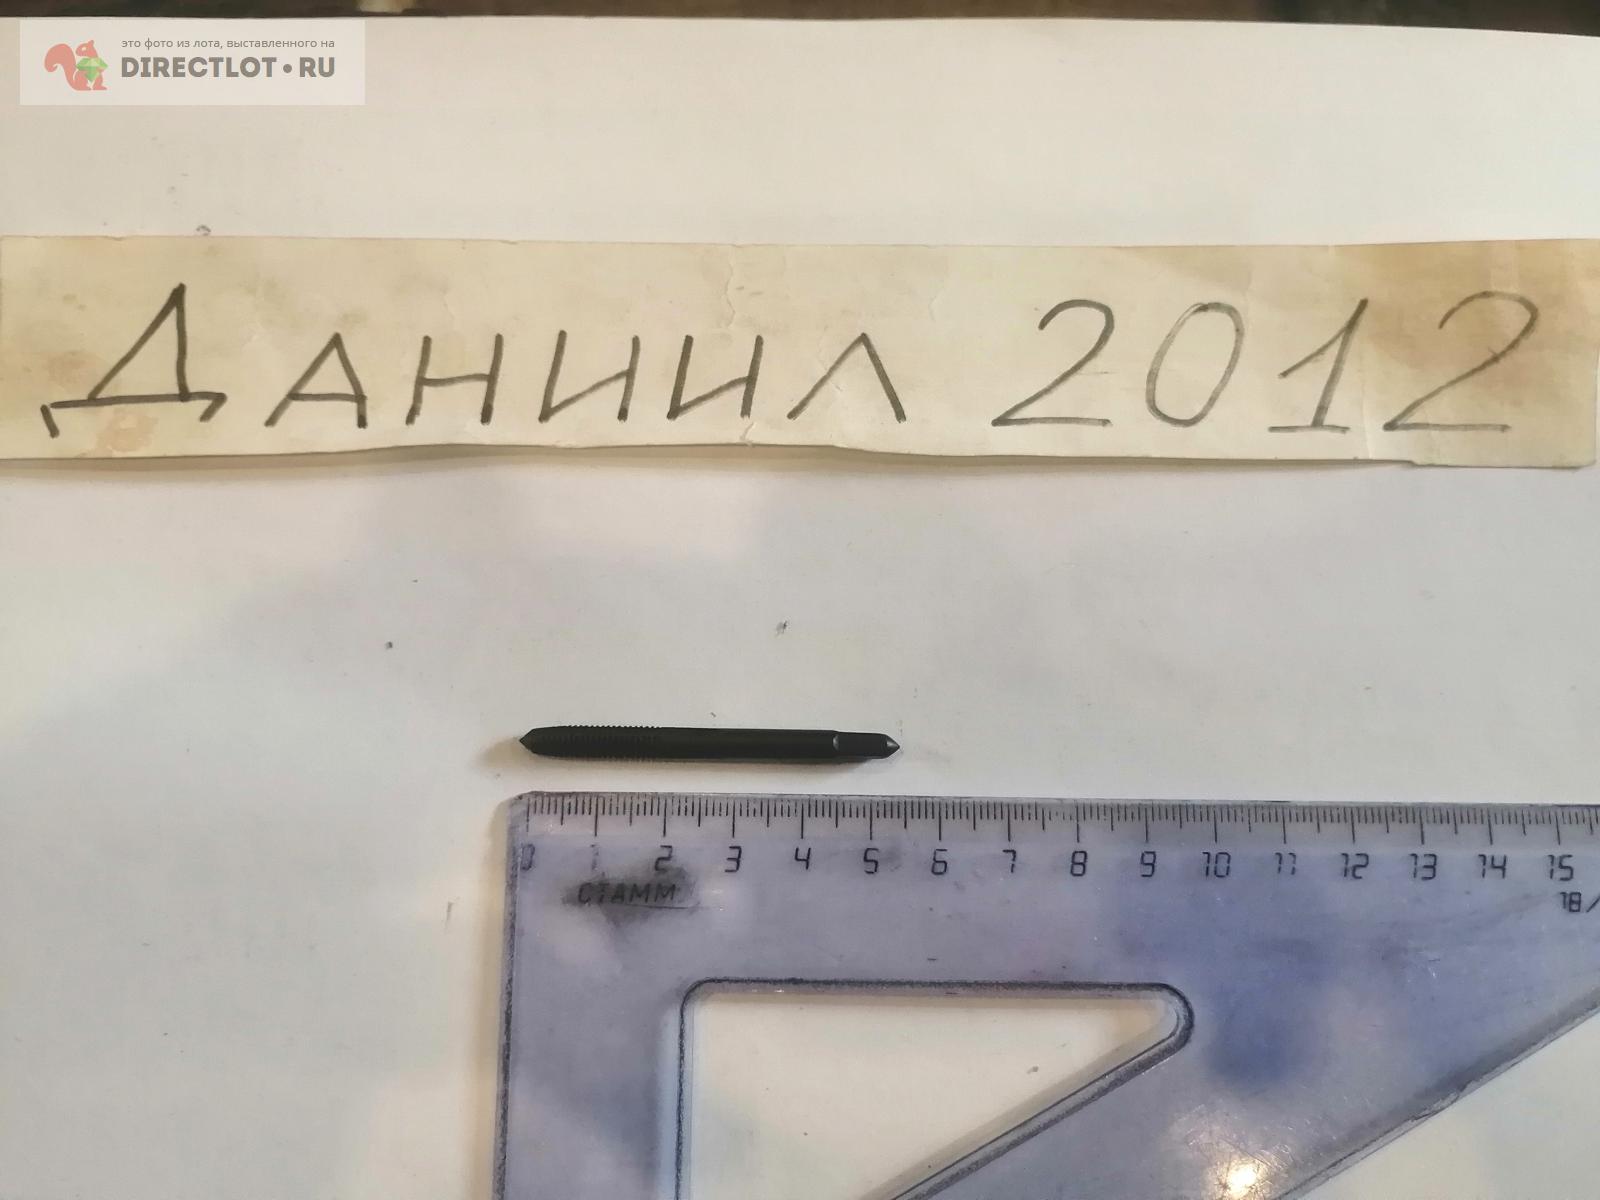 это фото из лота, выставленного на
DIRECTLOT•RU
Даниил 2012
0 1 2 3 4 5 6 7 8 9 10 11 12 13 14 15
СТАММ
18/